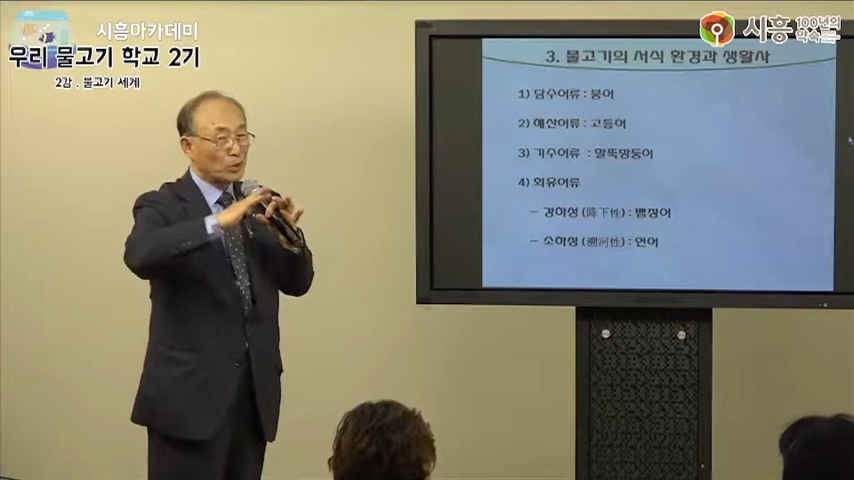 시흥아카데미
우리 물고기 학교 2기
2강 . 물고기 세계
시흥 100년의 약속
3. 물고기의 서식 환경과 생활사
1) 담수어류 : 붕어
2) 해산어류 : 고등어
3) 기수어류 : 말뚝망둥어
4) 회유어류
- 강하성 (降下性) : 뱀장어
- 소하성 (溯河性) : 연어